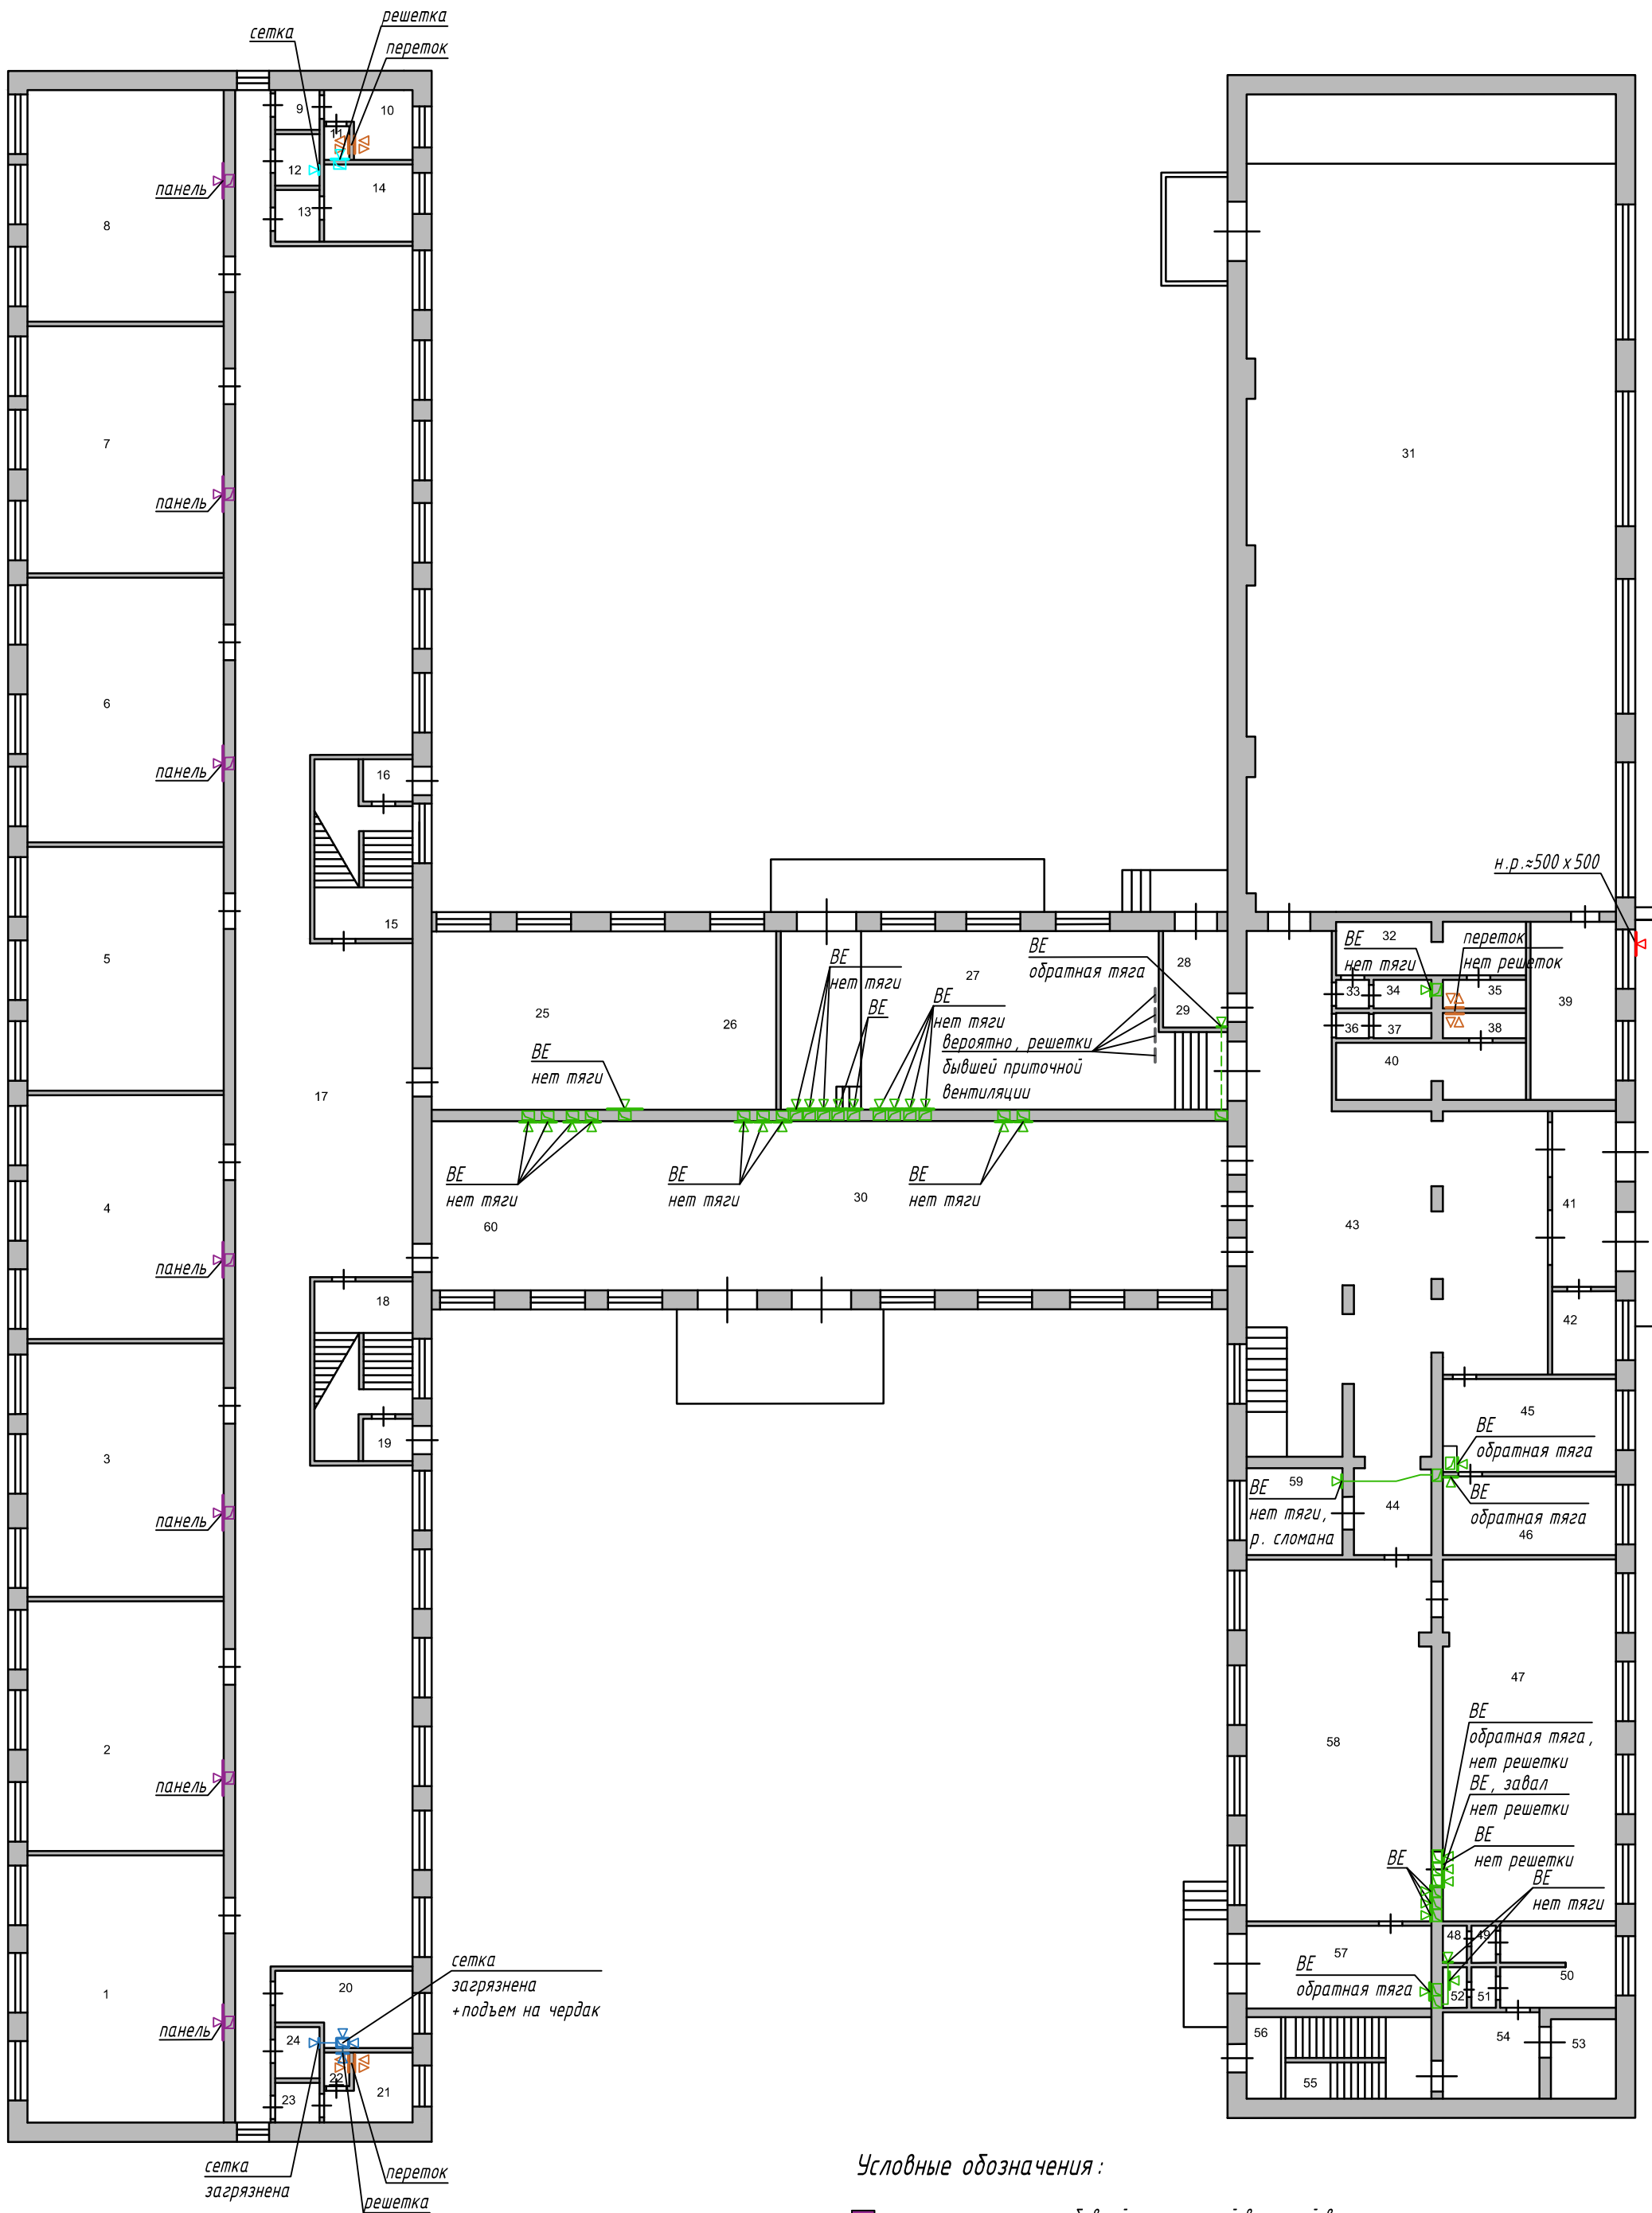 решетка
сетка
переток
9
10
11
12
14
панель
13
8
31
7
панель
6
панель
16
н.р.≈500 x 500
15
32
ВЕ
нет тяги
переток
нет решеток
5
ВЕ
нет тяги
27
ВЕ
обратная тяга
28
33
34
35
39
25
26
ВЕ
ВЕ
нет тяги
29
36
37
38
вероятно, решетки
бывшей приточной
вентиляции
ВЕ
нет тяги
40
17
ВЕ
нет тяги
ВЕ
нет тяги
ВЕ
нет тяги
30
60
4
41
43
панель
18
42
19
45
3
ВЕ
обратная тяга
59
ВЕ
нет тяги,
р. сломана
44
ВЕ
обратная тяга
46
панель
47
2
58
ВЕ
обратная тяга,
нет решетки
ВЕ, завал
нет решетки
панель
ВЕ
ВЕ
нет решетки
ВЕ
нет тяги
48
49
57
50
ВЕ
обратная тяга
52
51
1
20
сетка
загрязнена
+подъем на чердак
панель
24
56
54
53
22
21
23
55
сетка
загрязнена
переток
решетка
Условные обозначения: